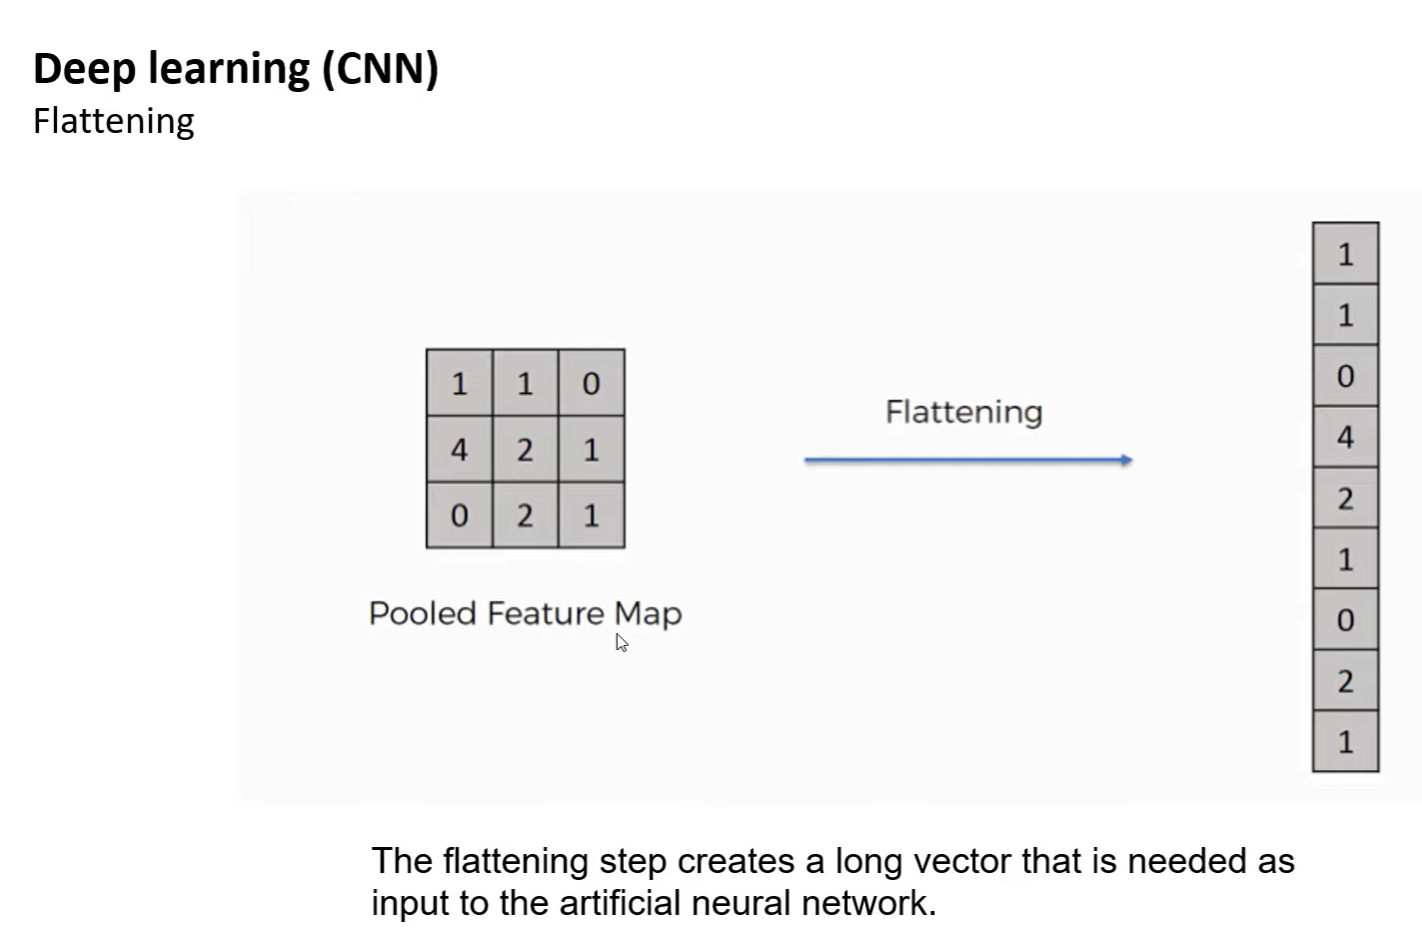 Deep learning (CNN)
Flattening
1 1 0
4 2 1
0 2 1
Pooled Feature Map
Flattening
1
1
0
4
2
1
0
2
1
The flattening step creates a long vector that is needed as
input to the artificial neural network.